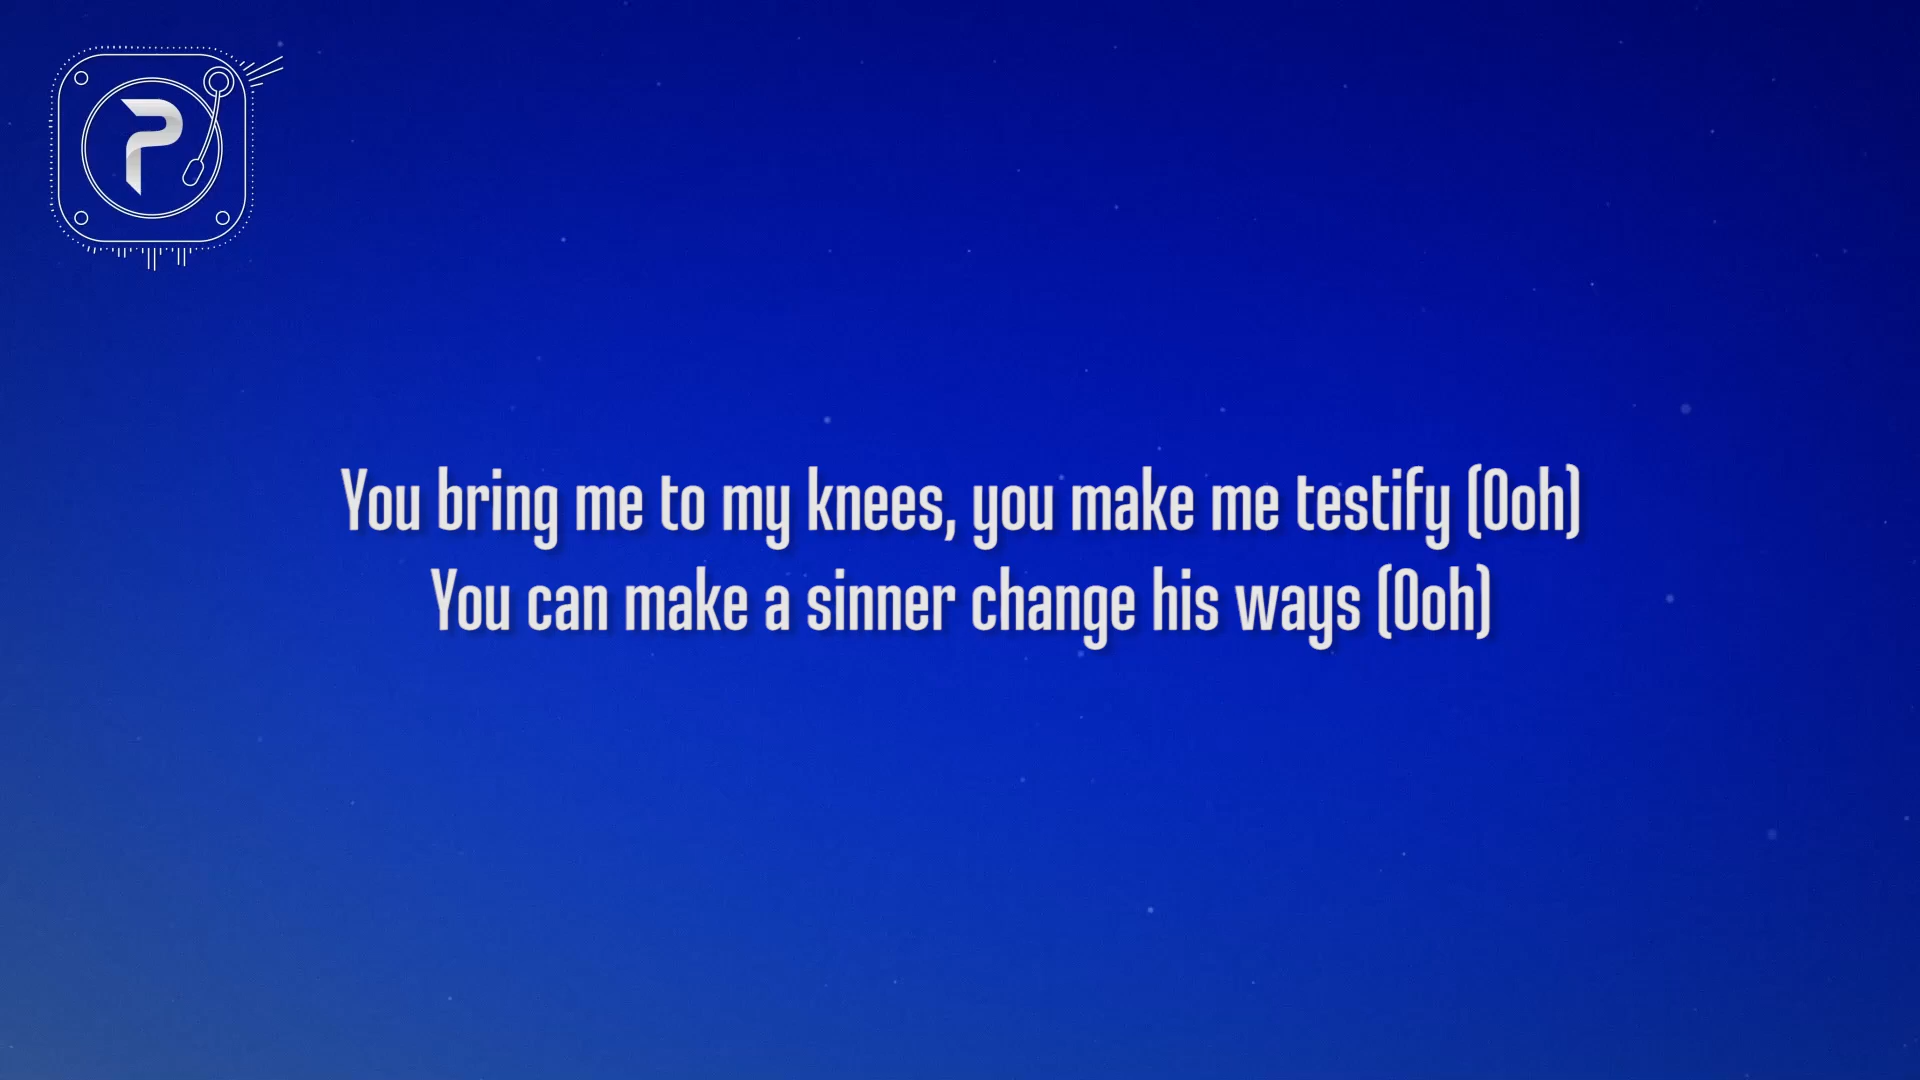 P
You bring me to my knees, you make me testify (Ooh)
You can make a sinner change his ways (Ooh)